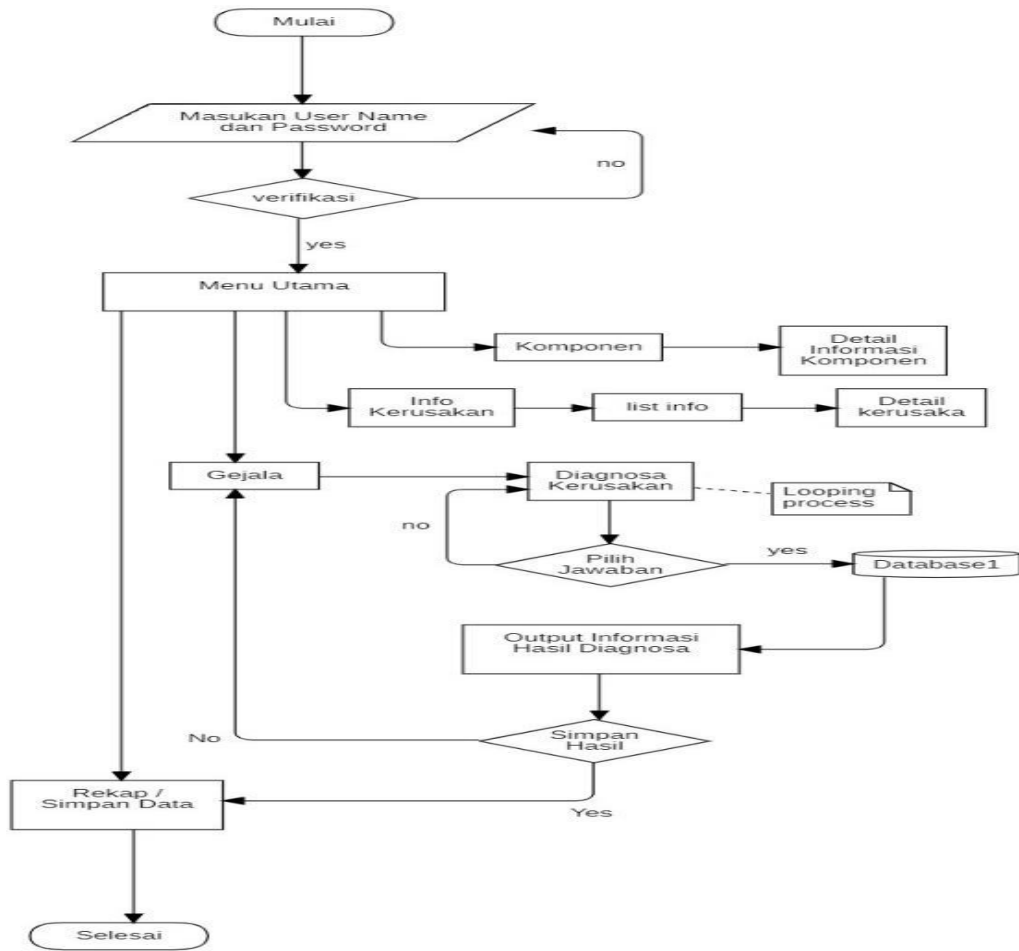 Mulai
Masukan User Name
dan Password
no
verifikasi
yes
Menu Utama
Komponen
Detail
Informasi
Komponen
Info
Kerusakan
list info
Detail
kerusaka
Gejala
Diagnosa
Kerusakan
Looping
process
no
Pilih
Jawaban
yes
Database1
Output Informasi
Hasil Diagnosa
No
Simpan
Hasil
Rekap /
Simpan Data
Yes
Selesai